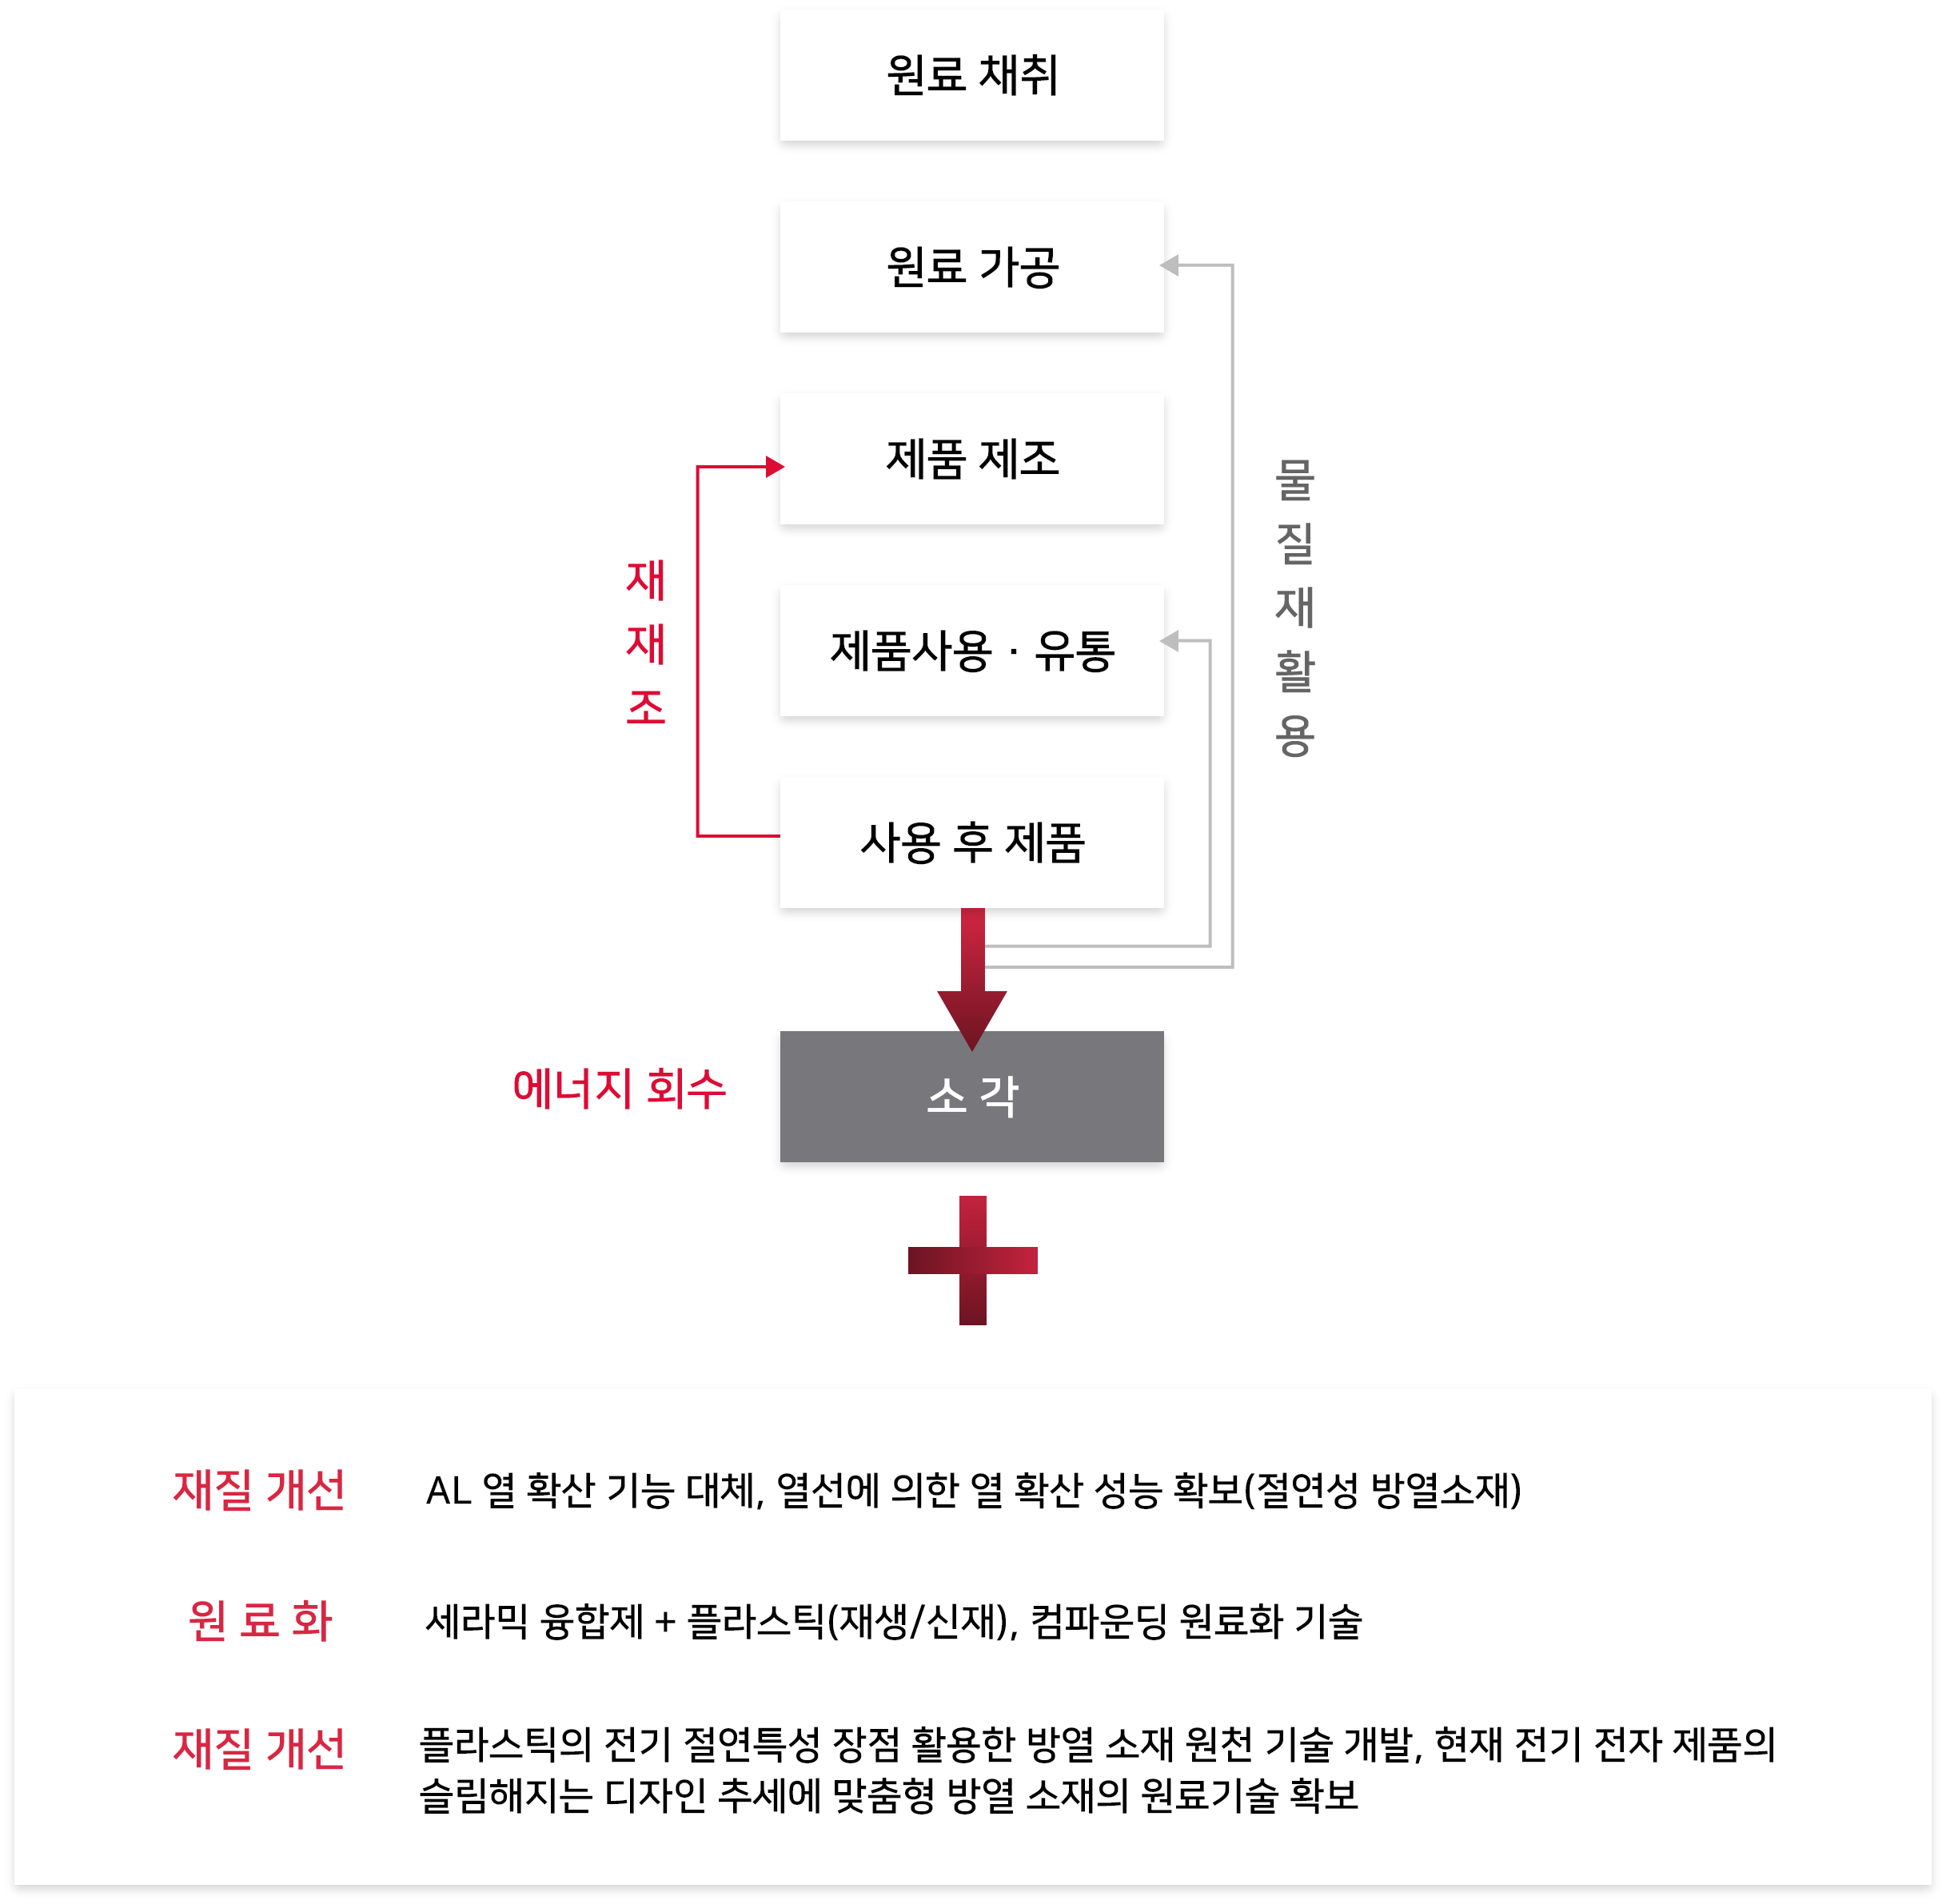 원료 채취
원료 가공
제품 제조
재재조
물질재활용
제품사용 · 유통
사용 후 제품
에너지 회수
소 각
재질 개선
AL 열 확산 기능 대체, 열선에 의한 열 확산 성능 확보(절연성 방열소재)
원 료 화
세라믹 융합제 + 플라스틱(재생/신재), 컴파운딩 원료화 기술
재질 개선
플라스틱의 전기 절연특성 장점 활용한 방열 소재 원천 기술 개발, 현재 전기 전자 제품의
슬림해지는 디자인 추세에 맞춤형 방열 소재의 원료기술 확보